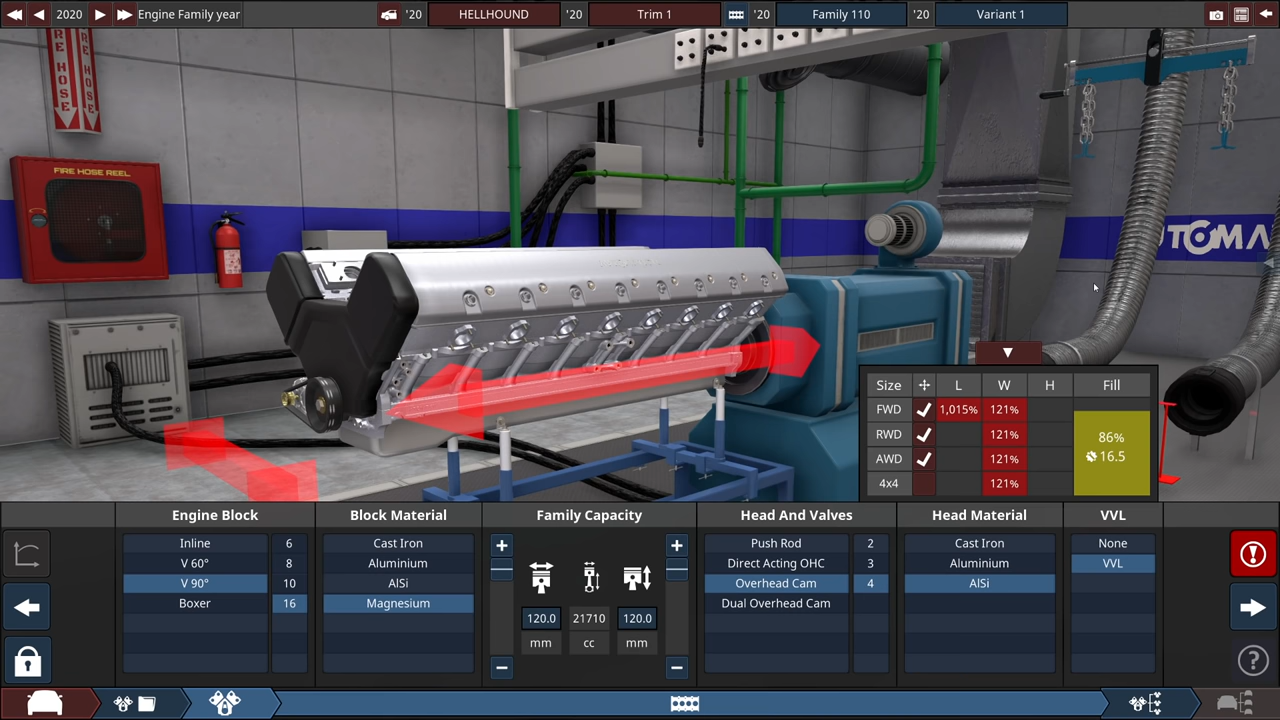 2020 Engine Family year '20 HELLHOUND '20 Trim 1 '20 Family 110 '20 Variant 1
RE HOSE
RE HOSE
FIRE HOSE REEL
UTOMA
Size L W H Fill
FWD 1,015% 121%
RWD 121%
AWD 121%
4x4 121%
86%
16.5
Engine Block
Inline 6
V 60° 8
V 90° 10
Boxer 16
Block Material
Cast Iron
Aluminium
AlSi
Magnesium
Family Capacity
+ +
120.0 21710 120.0
mm cc mm
− −
Head And Valves
Push Rod 2
Direct Acting OHC 3
Overhead Cam 4
Dual Overhead Cam
Head Material
Cast Iron
Aluminium
AlSi
VVL
None
VVL
?